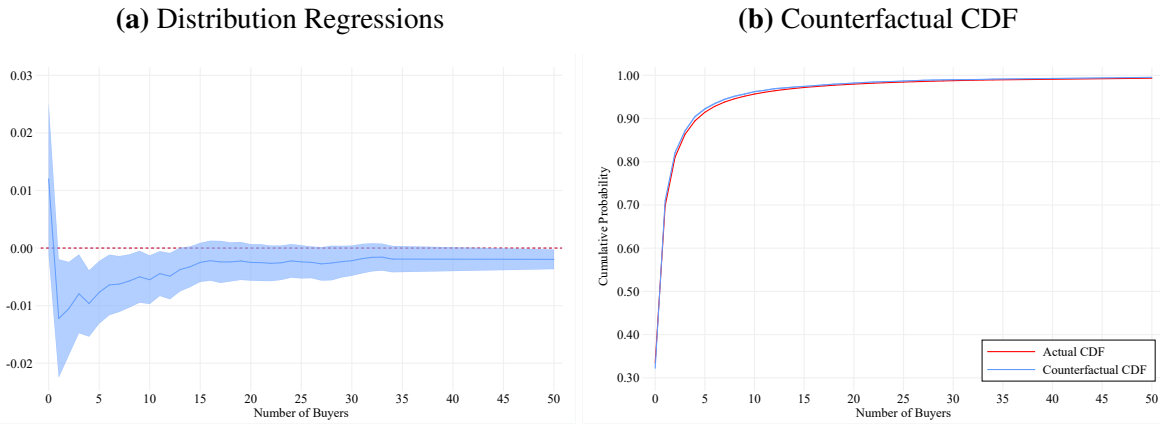 (a) Distribution Regressions
0.03
0.02
0.01
0.00
-0.01
-0.02
0 5 10 15 20 25 30 35 40 45 50
Number of Buyers
(b) Counterfactual CDF
Cumulative Probability
1.00
0.90
0.80
0.70
0.60
0.50
0.40
0.30
Actual CDF
Counterfactual CDF
0 5 10 15 20 25 30 35 40 45 50
Number of Buyers